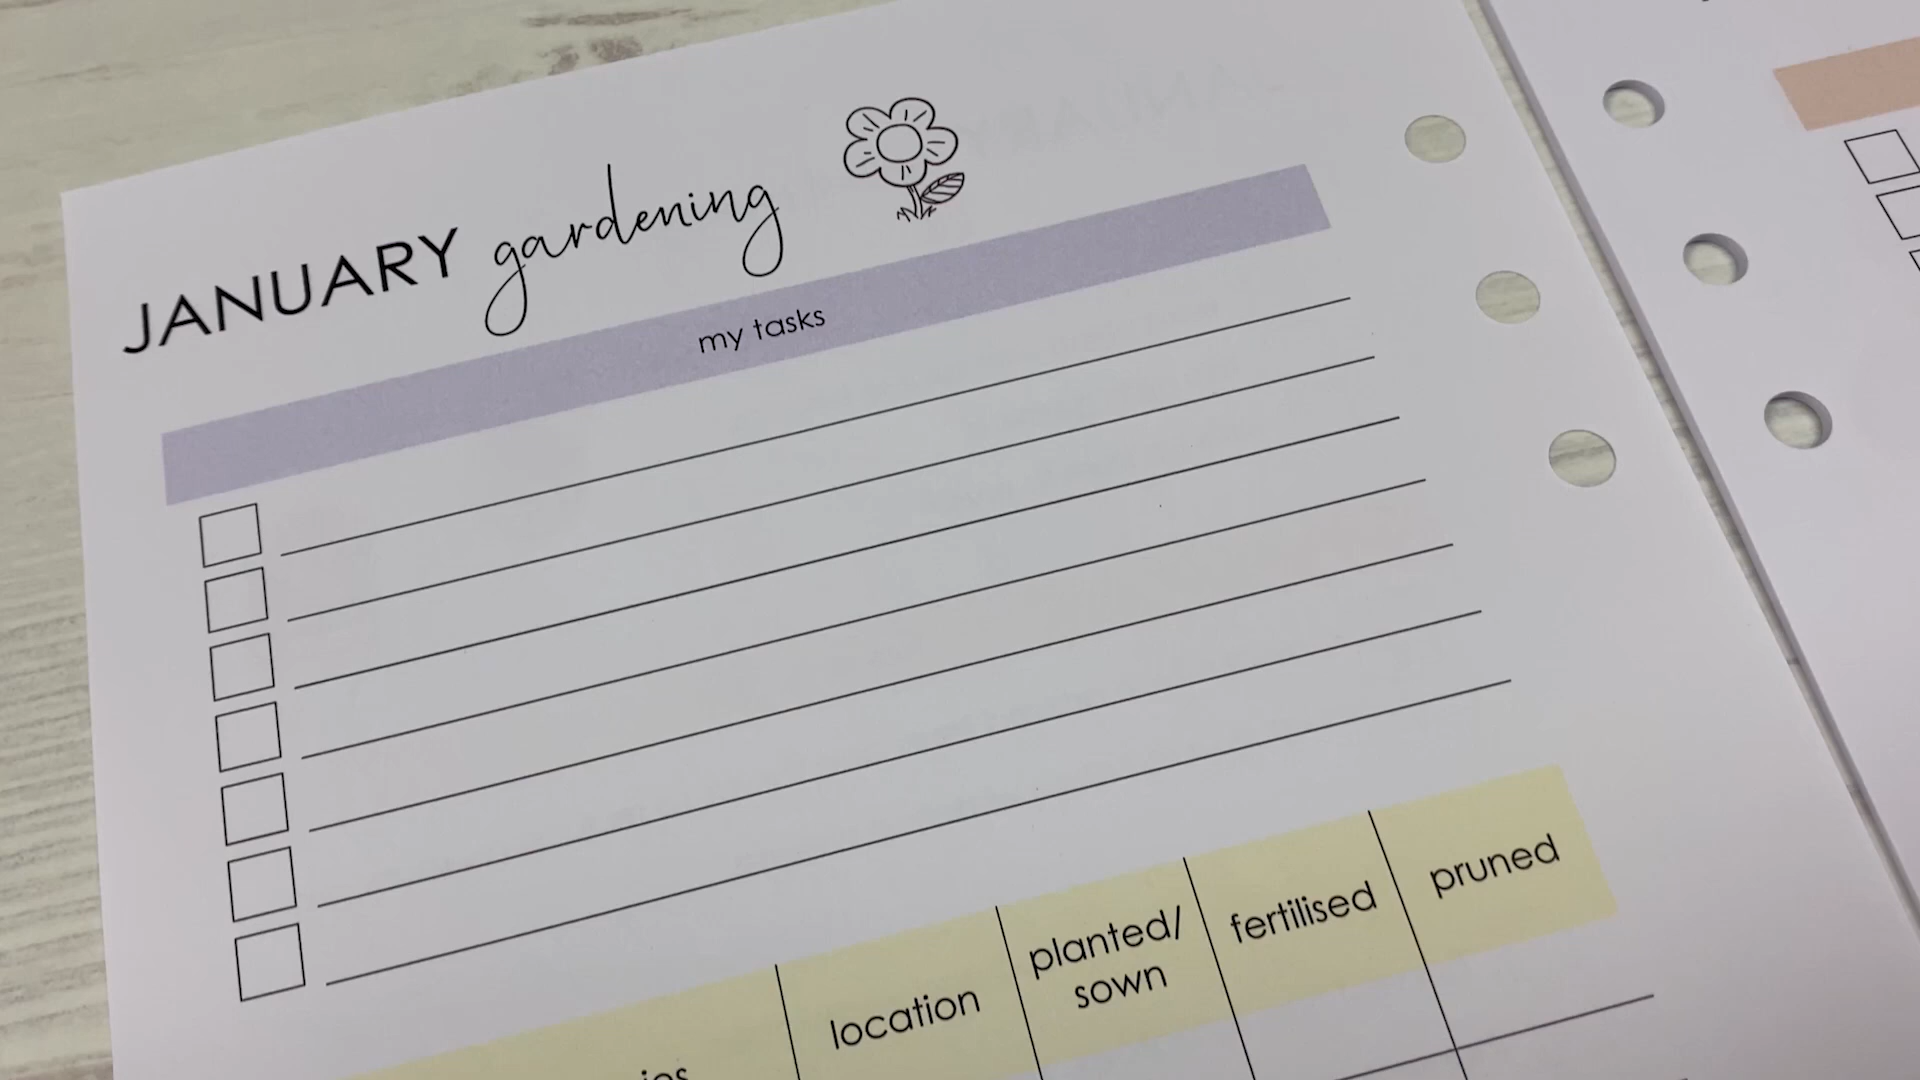 JANUARY gardening
my tasks
location
planted/
sown
fertilised
pruned